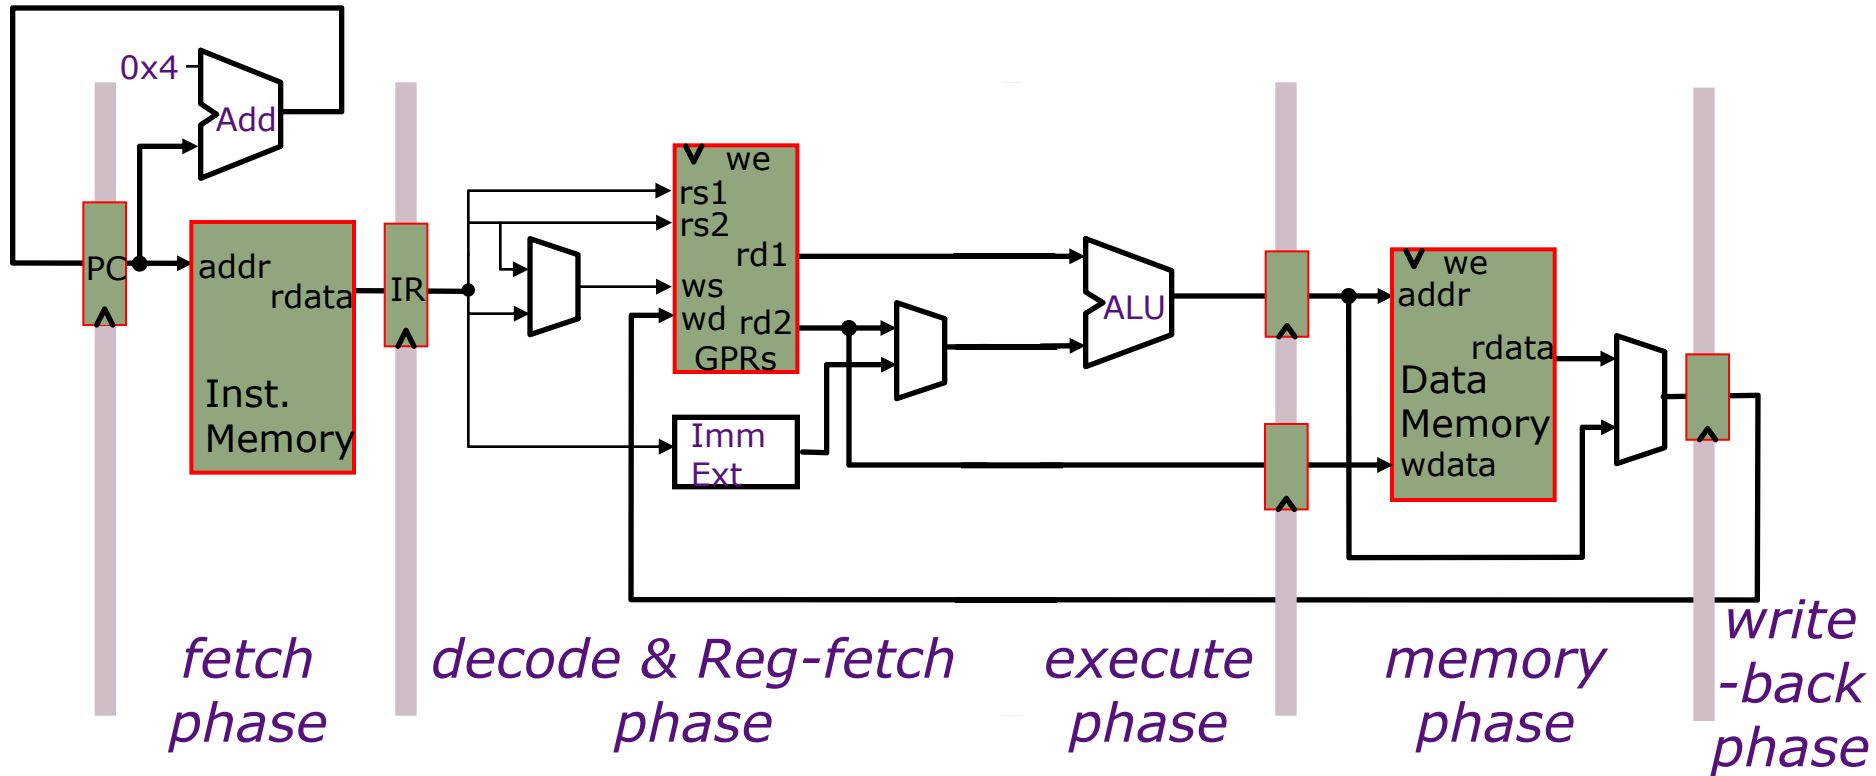 0x4
Add
PC
addr
rdata
Inst.
Memory
IR
we
rs1
rs2
rd1
ws
wd
rd2
GPRs
Imm
Ext
ALU
we
addr
rdata
Data
Memory
wdata
fetch
phase
decode & Reg-fetch
phase
execute
phase
memory
phase
write
-back
phase